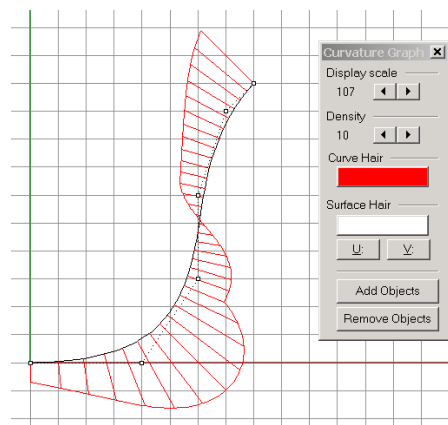 Curvature Graph
Display scale
107
Density
10
Curve Hair
Surface Hair
U: V:
Add Objects
Remove Objects